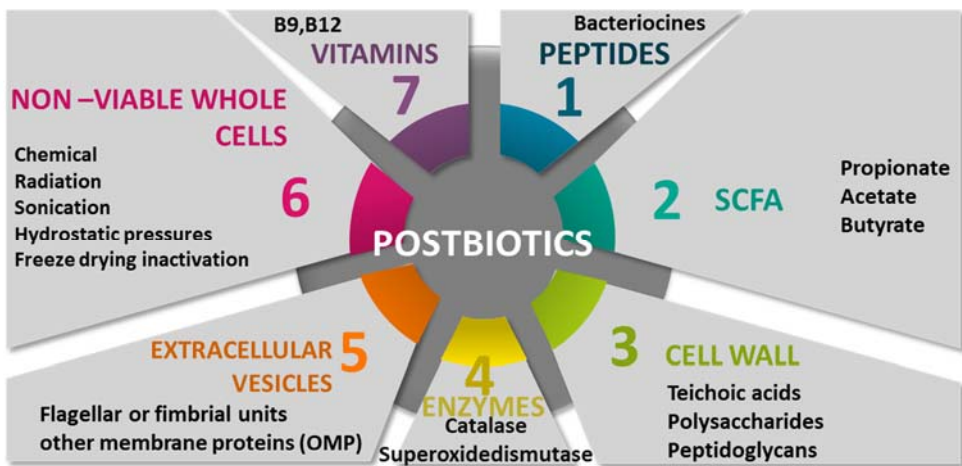 B9,B12
VITAMINS
7
Bacteriocines
PEPTIDES
1
2
SCFA
Propionate
Acetate
Butyrate
3
CELL WALL
Teichoic acids
Polysaccharides
Peptidoglycans
4
ENZYMES
Catalase
Superoxidedismutase
5
EXTRACELLULAR
VESICLES
Flagellar or fimbrial units
other membrane proteins (OMP)
NON –VIABLE WHOLE
CELLS
6
Chemical
Radiation
Sonication
Hydrostatic pressures
Freeze drying inactivation
POSTBIOTICS